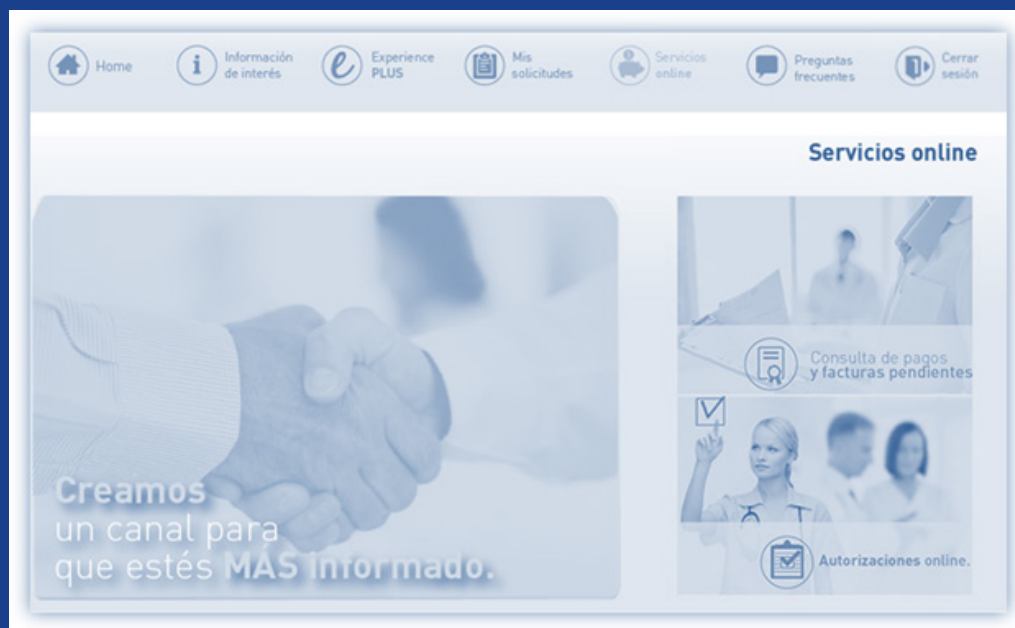 Home
Información
de interés
Experience
PLUS
Mis
solicitudes
Servicios
online
Preguntas
frecuentes
Cerrar
sesión
Servicios online
Creamos
un canal para
que estés MÁS informado.
Consulta de pagos
y facturas pendientes
Autorizaciones online.